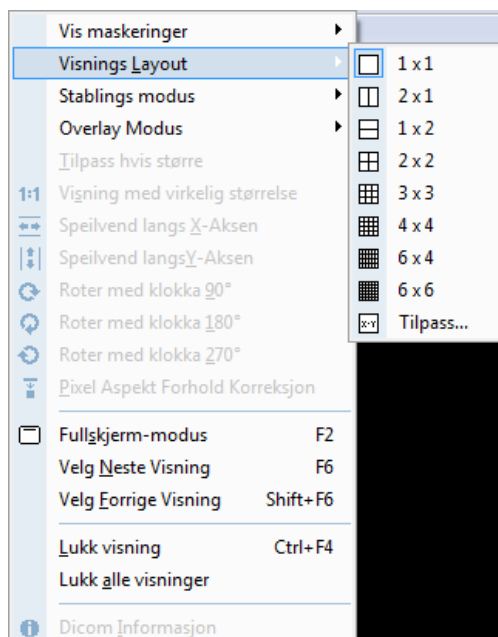 Vis maskeringer
Visnings Layout
Stablings modus
Overlay Modus
Tilpass hvis større
1:1 Visning med virkelig størrelse
Speilvend langs X-Aksen
Speilvend langsY-Aksen
Roter med klokka 90°
Roter med klokka 180°
Roter med klokka 270°
Pixel Aspekt Forhold Korreksjon
Fullskjerm-modus F2
Velg Neste Visning F6
Velg Forrige Visning Shift+F6
Lukk visning Ctrl+F4
Lukk alle visninger
Dicom Informasjon
1 x 1
2 x 1
1 x 2
2 x 2
3 x 3
4 x 4
6 x 4
6 x 6
X-Y Tilpass...